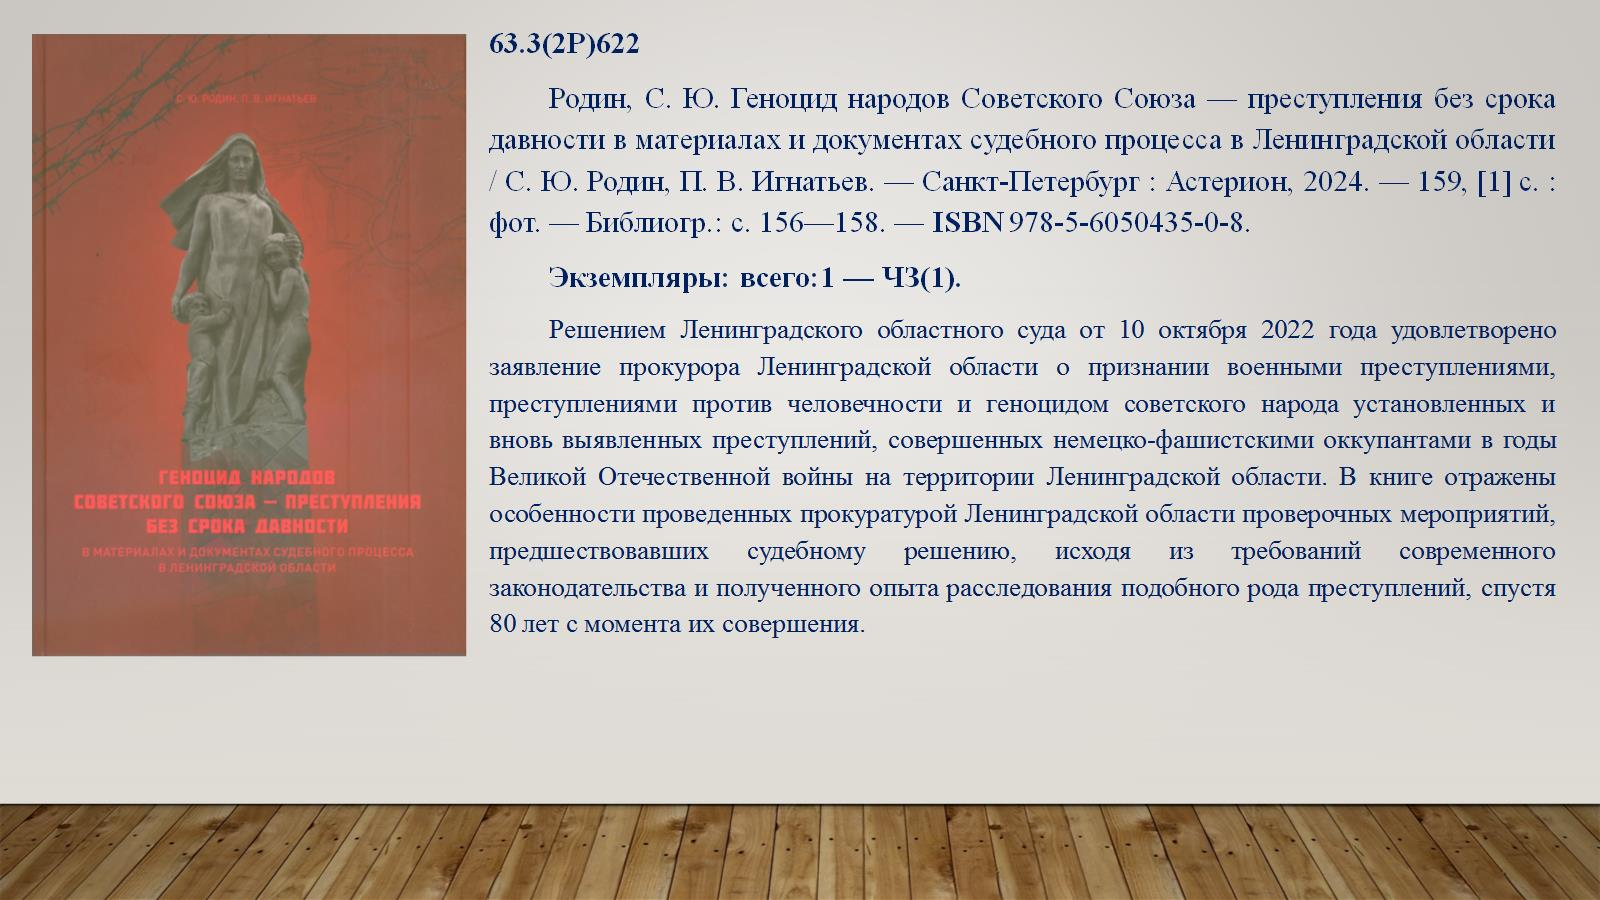 С. Ю. РОДИН, П. В. ИГНАТЬЕВ
ГЕНОЦИД НАРОДОВ
СОВЕТСКОГО СОЮЗА – ПРЕСТУПЛЕНИЯ
БЕЗ СРОКА ДАВНОСТИ
В МАТЕРИАЛАХ И ДОКУМЕНТАХ СУДЕБНОГО ПРОЦЕССА
В ЛЕНИНГРАДСКОЙ ОБЛАСТИ
63.3(2Р)622
Родин, С. Ю. Геноцид народов Советского Союза — преступления без срока
давности в материалах и документах судебного процесса в Ленинградской области
/ С. Ю. Родин, П. В. Игнатьев. — Санкт-Петербург : Астерион, 2024. — 159, [1] с. :
фот. — Библиогр.: с. 156—158. — ISBN 978-5-6050435-0-8.
Экземпляры: всего:1 — ЧЗ(1).
Решением Ленинградского областного суда от 10 октября 2022 года удовлетворено
заявление прокурора Ленинградской области о признании военными преступлениями,
преступлениями против человечности и геноцидом советского народа установленных и
вновь выявленных преступлений, совершенных немецко-фашистскими оккупантами в годы
Великой Отечественной войны на территории Ленинградской области. В книге отражены
особенности проведенных прокуратурой Ленинградской области проверочных мероприятий,
предшествовавших судебному решению, исходя из требований современного
законодательства и полученного опыта расследования подобного рода преступлений, спустя
80 лет с момента их совершения.